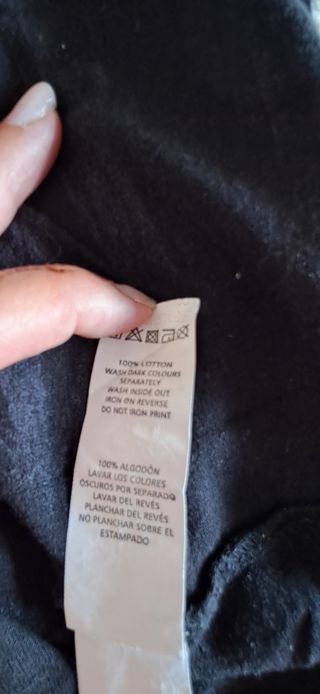 100% COTTON
WASH DARK COLOURS
SEPARATELY
WASH INSIDE OUT
IRON ON REVERSE
DO NOT IRON PRINT
100% ALGODÓN
LAVAR LOS COLORES
OSCUROS POR SEPARADO
LAVAR DEL REVÉS
PLANCHAR DEL REVÉS
NO PLANCHAR SOBRE EL
ESTAMPADO